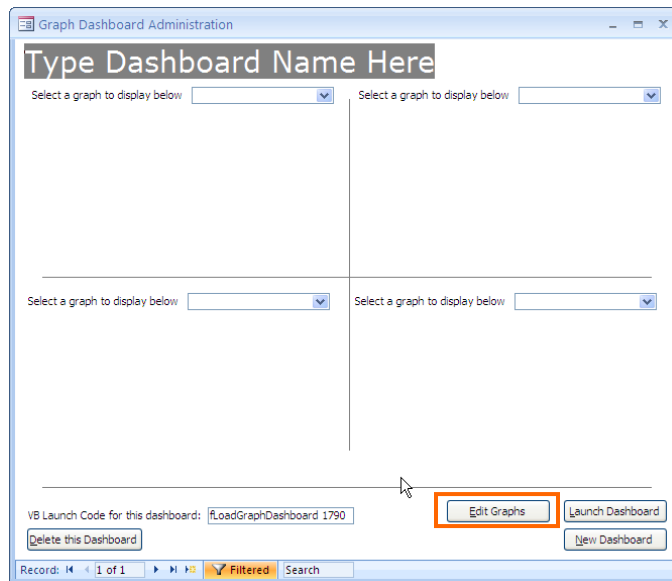 Graph Dashboard Administration
Type Dashboard Name Here
Select a graph to display below
Select a graph to display below
Select a graph to display below
Select a graph to display below
VB Launch Code for this dashboard: fLoadGraphDashboard 1790
Edit Graphs
Launch Dashboard
Delete this Dashboard
New Dashboard
Record: 1 of 1 Filtered Search